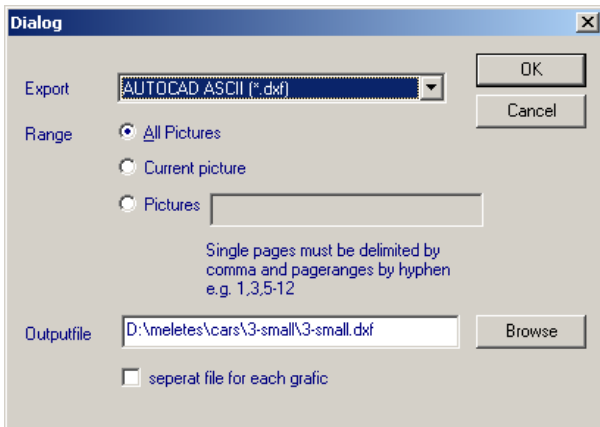 Dialog
Export
AUTOCAD ASCII (*.dxf)
OK
Cancel
Range
All Pictures
Current picture
Pictures
Single pages must be delimited by
comma and pageranges by hyphen
e.g. 1,3,5-12
Outputfile
D:\meletes\cars\3-small\3-small.dxf
Browse
seperat file for each grafic